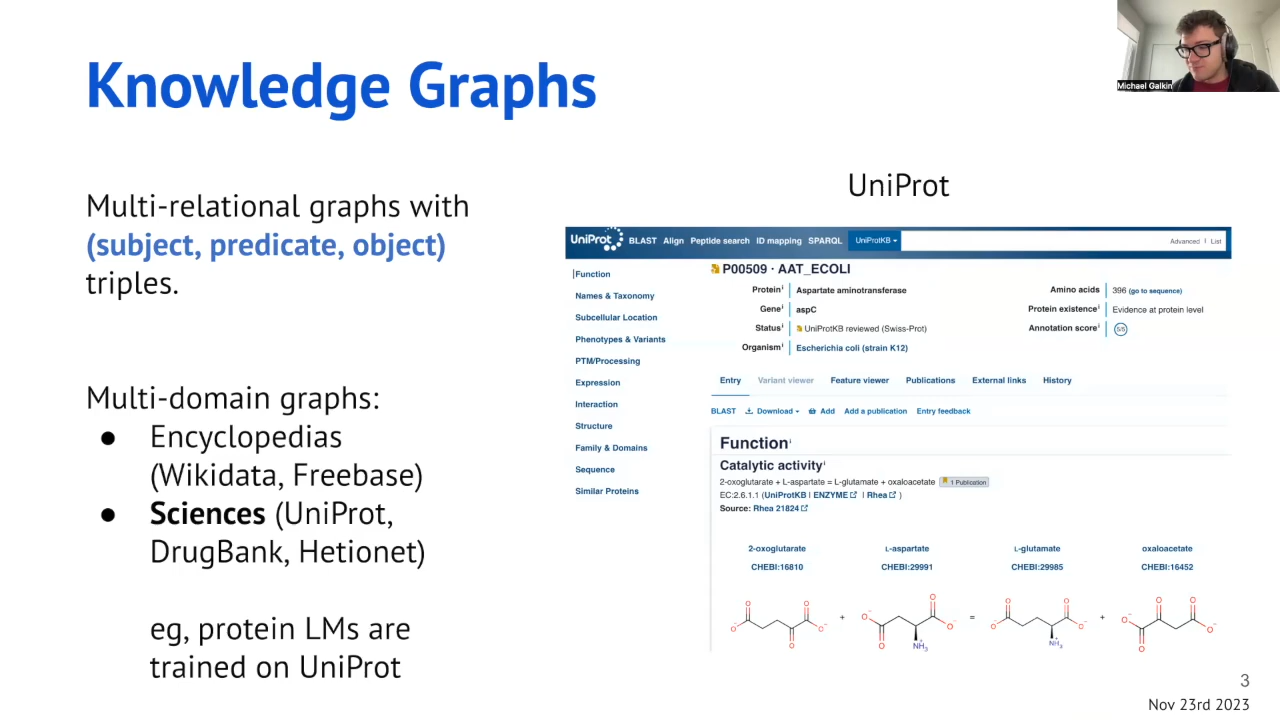 Knowledge Graphs
Michael Galkin
Multi-relational graphs with
(subject, predicate, object)
triples.
Multi-domain graphs:
● Encyclopedias
(Wikidata, Freebase)
● Sciences (UniProt,
DrugBank, Hetionet)
eg, protein LMs are
trained on UniProt
UniProt
UniProt BLAST Align Peptide search ID mapping SPARQL UniProtKB Advanced | List
Function
Names & Taxonomy
Subcellular Location
Phenotypes & Variants
PTM/Processing
Expression
Interaction
Structure
Family & Domains
Sequence
Similar Proteins
P00509 · AAT_ECOLI
Protein i Aspartate aminotransferase Amino acids 396 (go to sequence)
Gene i aspC Protein existence i Evidence at protein level
Status i UniProtKB reviewed (Swiss-Prot) Annotation score i 5/5
Organism i Escherichia coli (strain K12)
Entry Variant viewer Feature viewer Publications External links History
BLAST Download Add Add a publication Entry feedback
Function i
Catalytic activity i
2-oxoglutarate + L-aspartate = L-glutamate + oxaloacetate 1 Publication
EC:2.6.1.1 (UniProtKB | ENZYME | Rhea )
Source: Rhea 21824
2-oxoglutarate L-aspartate L-glutamate oxaloacetate
CHEBI:16810 CHEBI:29991 CHEBI:29985 CHEBI:16452
O O O⁻ O⁻ O + O⁻ O O O⁻ NH₃ = O O O⁻ O⁻ NH₃ + O⁻ O O O O⁻
3
Nov 23rd 2023